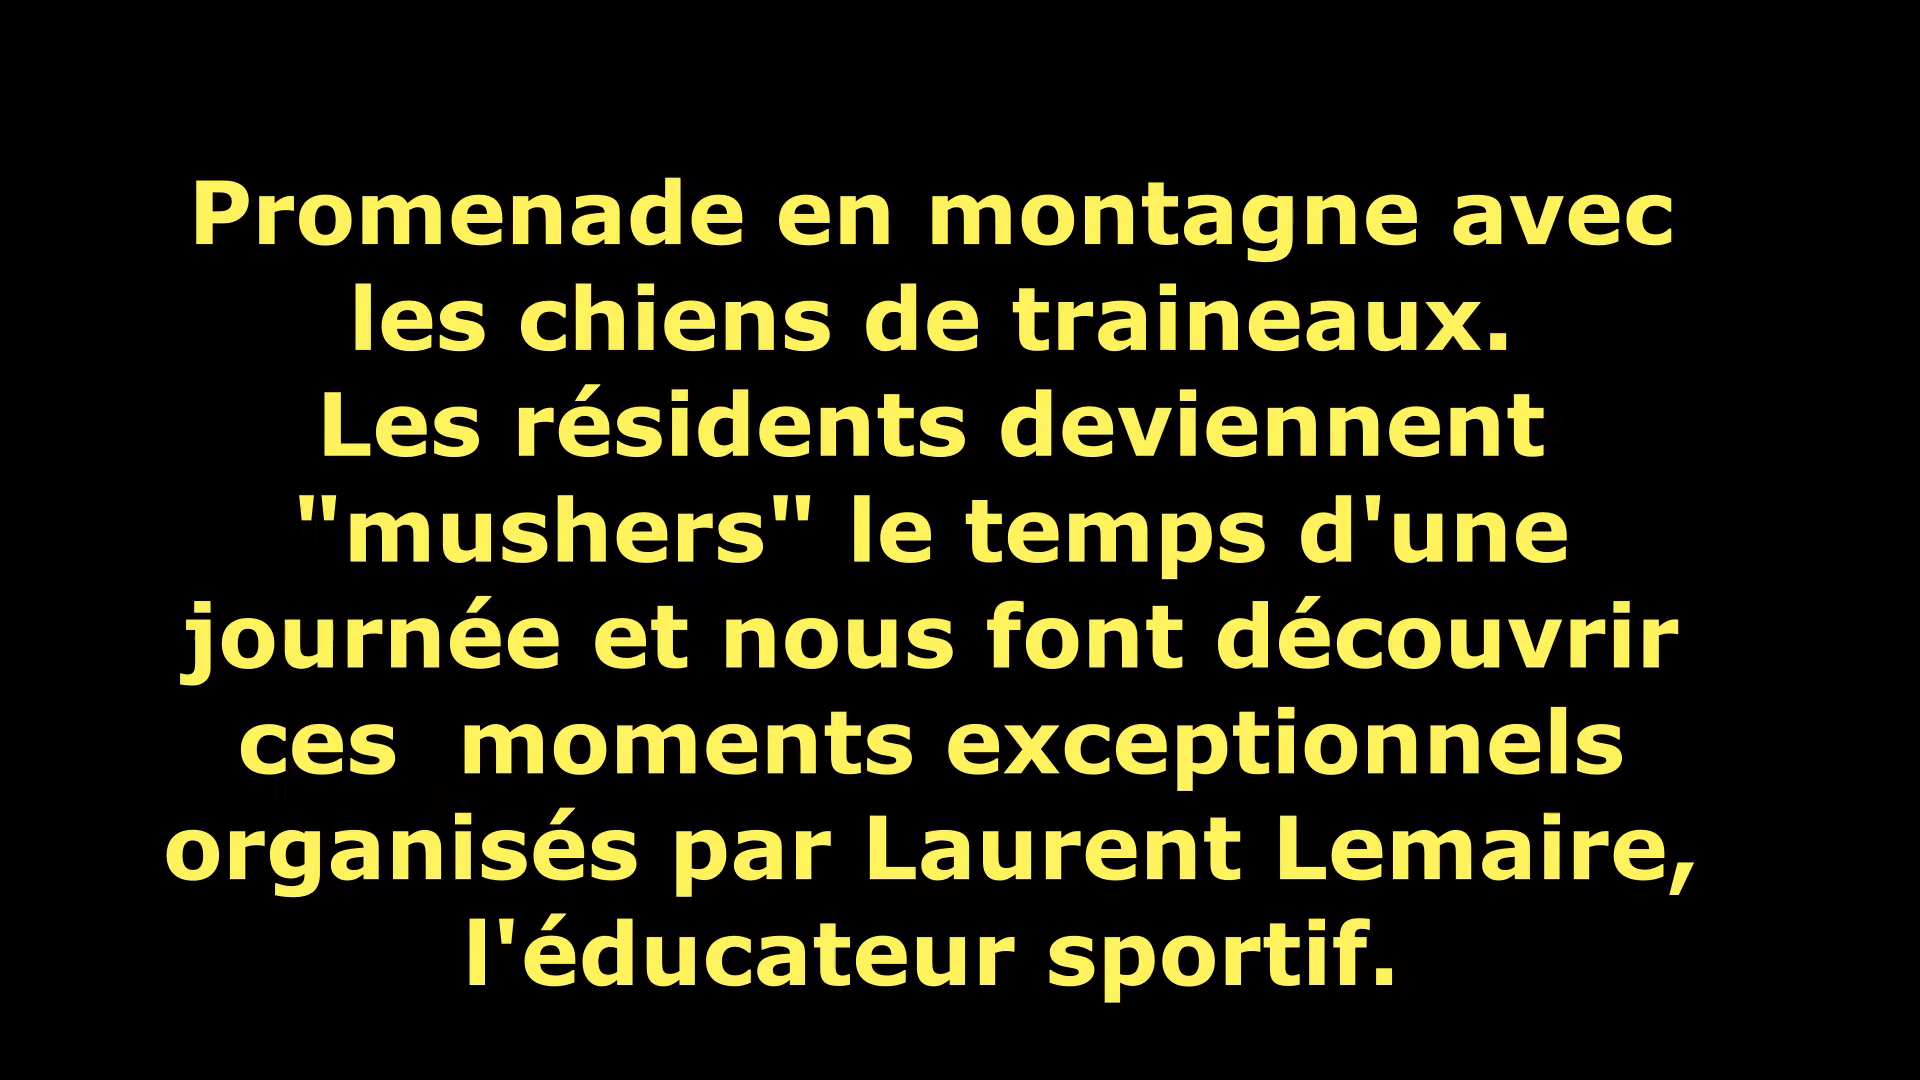 Promenade en montagne avec
les chiens de traineaux.
Les résidents deviennent
"mushers" le temps d'une
journée et nous font découvrir
ces  moments exceptionnels
organisés par Laurent Lemaire,
l'éducateur sportif.